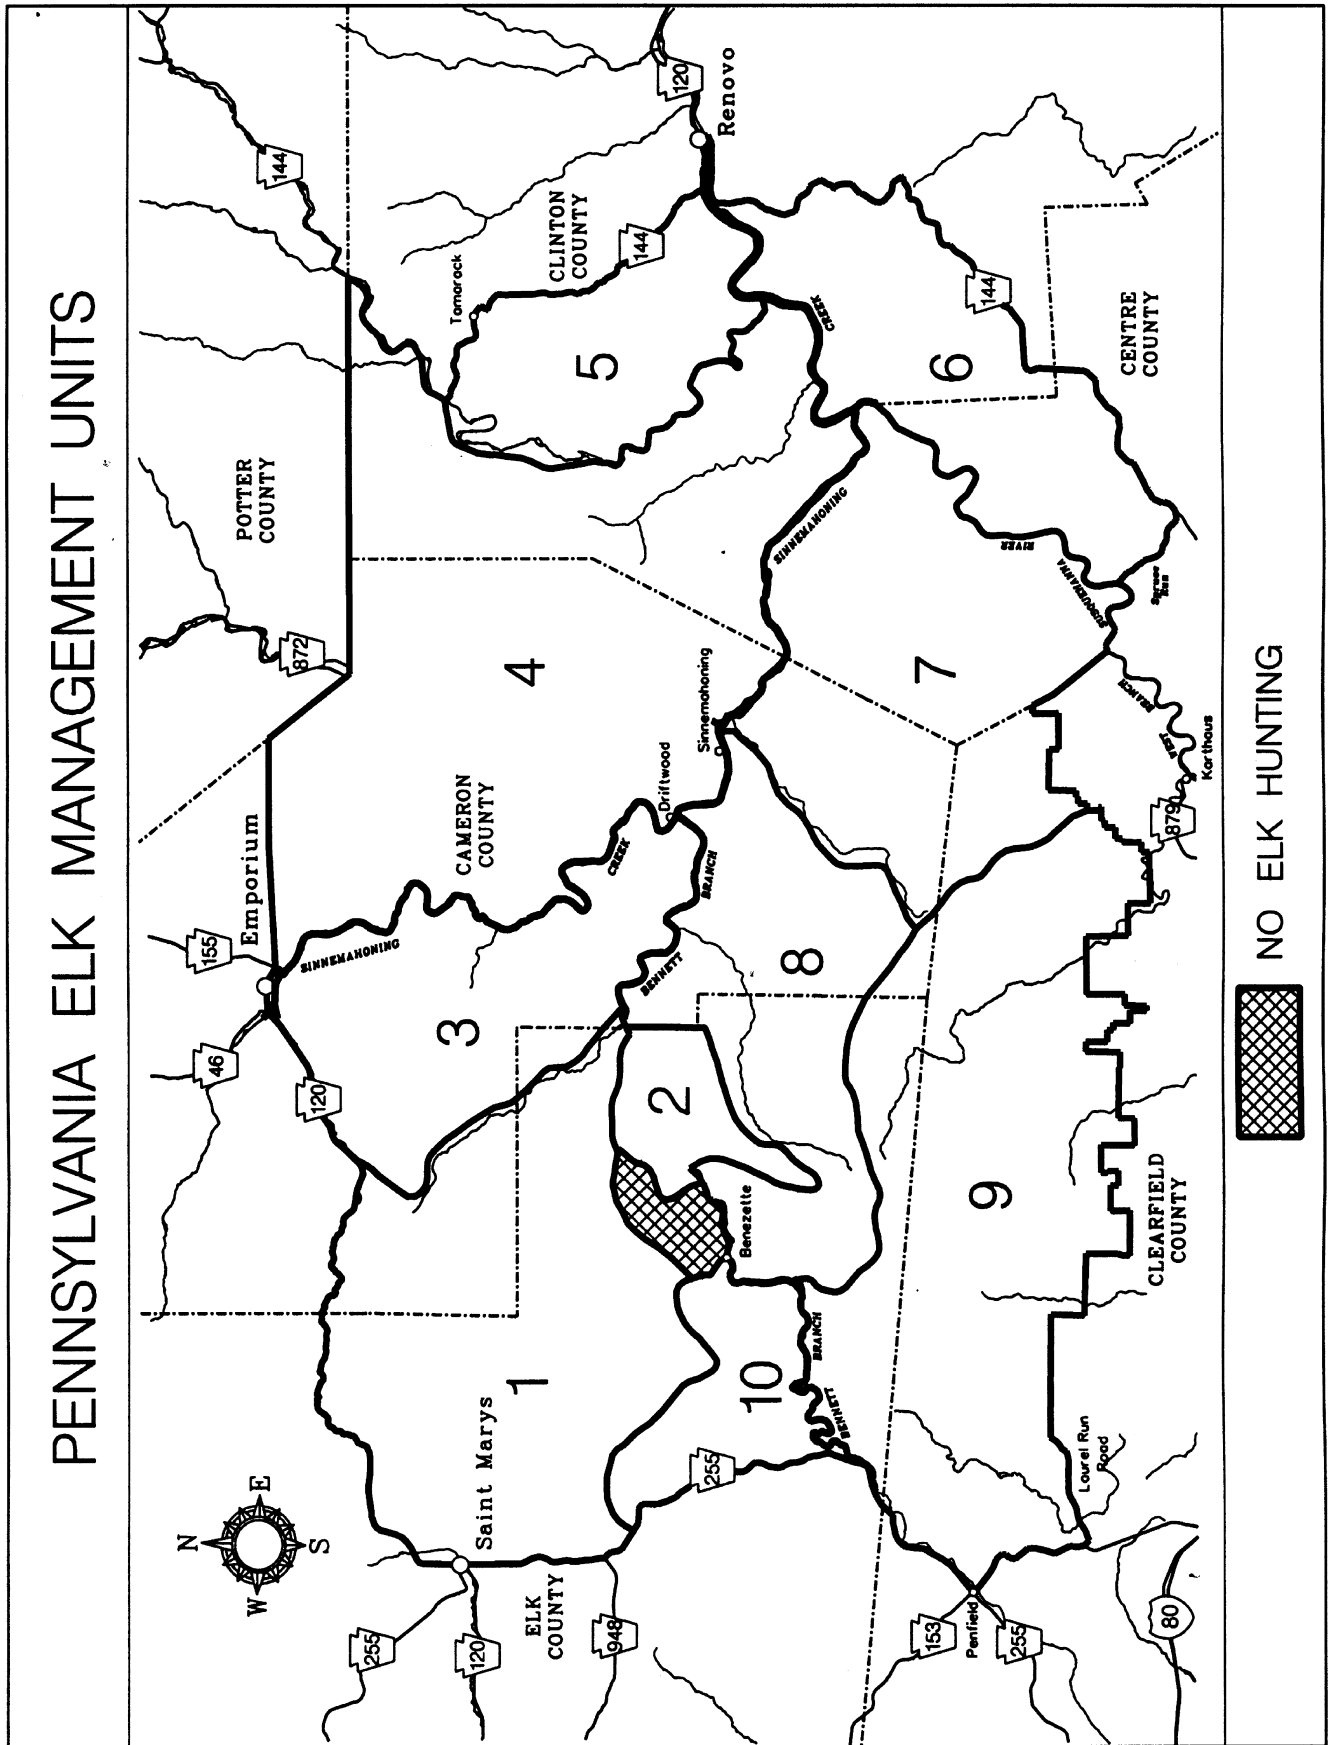 PENNSYLVANIA ELK MANAGEMENT UNITS
N
W
E
S
255
120
ELK
COUNTY
948
Saint Marys
255
1
10
BENNETT
BRANCH
153
Penfield
255
80
Laurel Run
Road
46
155
Emporium
120
SINNEMAHONING
3
CAMERON
COUNTY
CREEK
Driftwood
BRANCH
BENNETT
2
Benezette
8
9
CLEARFIELD
COUNTY
872
POTTER
COUNTY
4
Sinnemahoning
SINNEMAHONING
CREEK
7
RIVER
SUSQUEHANNA
BRANCH
WEST
Karthaus
879
Spruce
Run
144
Tamarack
CLINTON
COUNTY
144
5
120
Renovo
6
144
CENTRE
COUNTY
NO ELK HUNTING